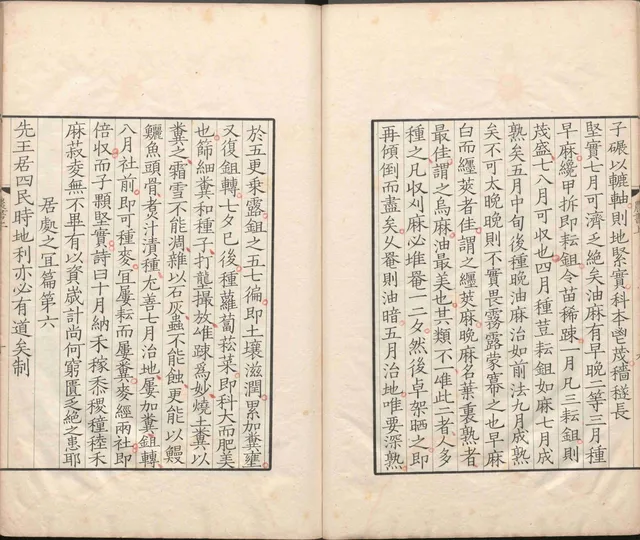 子碾以轆軸則地緊實科本鬯茂穡穟長
堅實七月可濟乏絕矣油麻有早晚二等三月種
早麻纔甲拆即耘鉏令苗稀踈一月凡三耘鉏則
茂盛七八月可收也四月種荳耘鉏如麻七月成
熟矣五月中旬後種晚油麻治如前法九月成熟
矣不可太晚晚則不實畏霧露蒙幕之也早麻
白而纏莢者佳謂之纏莢麻晚麻名葉裹熟者
最佳謂之烏麻油最美也其類不一唯此二者人多
種之凡収刈麻必堆罨一二夕然後卓架晒之即
再傾倒而盡矣乆罨則油暗五月治地唯要深熟
於五更乘露鉏之五七徧即土壤滋潤累加糞壅
又復鉏轉七夕已後種蘿蔔菘菜即科大而肥美
也篩細糞和種子打壟撮放唯踈為妙燒土糞以
糞之霜雪不能凋雜以石灰蟲不能蝕更能以鰻
鱺魚頭骨煑汁漬種尤善七月治地屢加糞鉏轉
八月社前即可種麥冝屢耘而屢糞麥經兩社即
倍収而子顆堅實詩曰十月納禾稼黍稷穜稑禾
麻菽麥無不畢有以資歲計尚何窮匱乏絕之患耶
居處之冝篇第六
先王居四民時地利亦必有道矣制